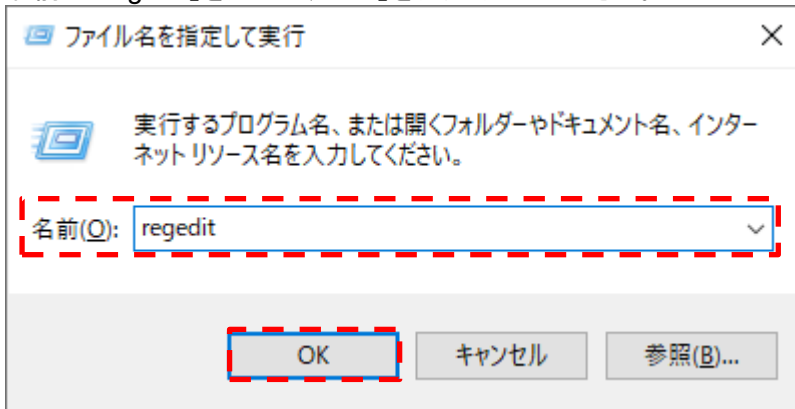 ファイル名を指定して実行
実行するプログラム名、または開くフォルダーやドキュメント名、インター
ネット リソース名を入力してください。
名前(O): regedit
OK キャンセル 参照(B)...